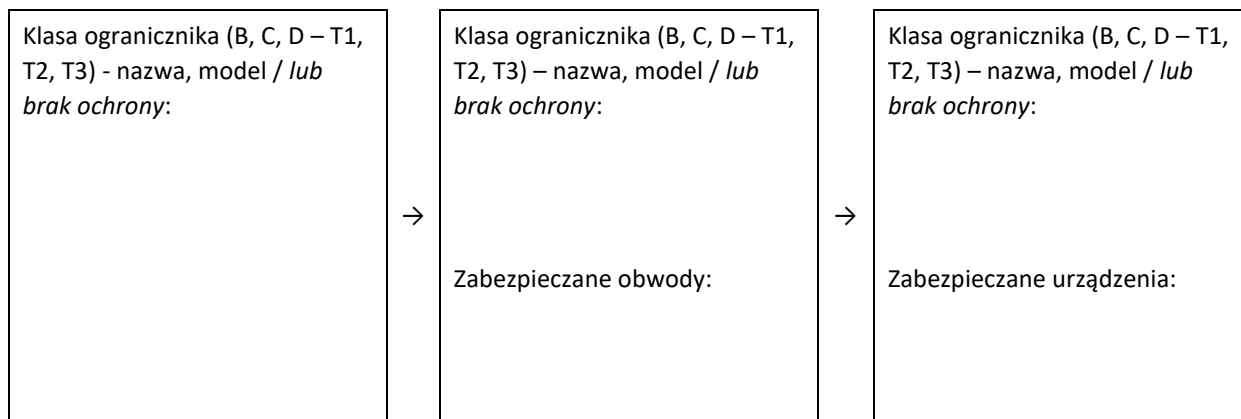 Klasa ogranicznika (B, C, D – T1,
T2, T3) - nazwa, model / lub
brak ochrony:
→
Klasa ogranicznika (B, C, D – T1,
T2, T3) – nazwa, model / lub
brak ochrony:
Zabezpieczane obwody:
→
Klasa ogranicznika (B, C, D – T1,
T2, T3) – nazwa, model / lub
brak ochrony:
Zabezpieczane urządzenia: